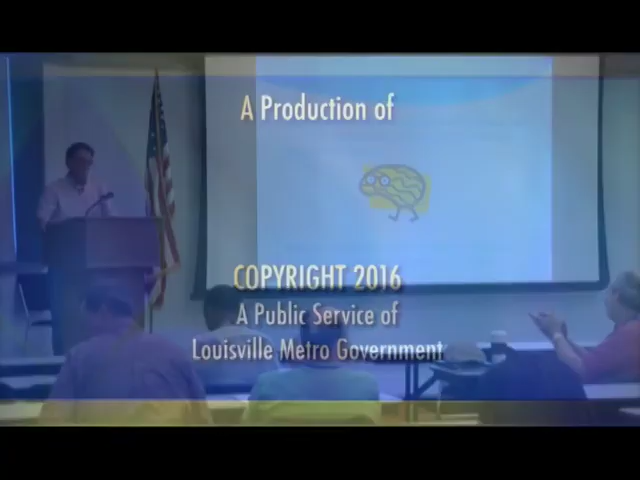 A Production of
COPYRIGHT 2016
A Public Service of
Louisville Metro Government